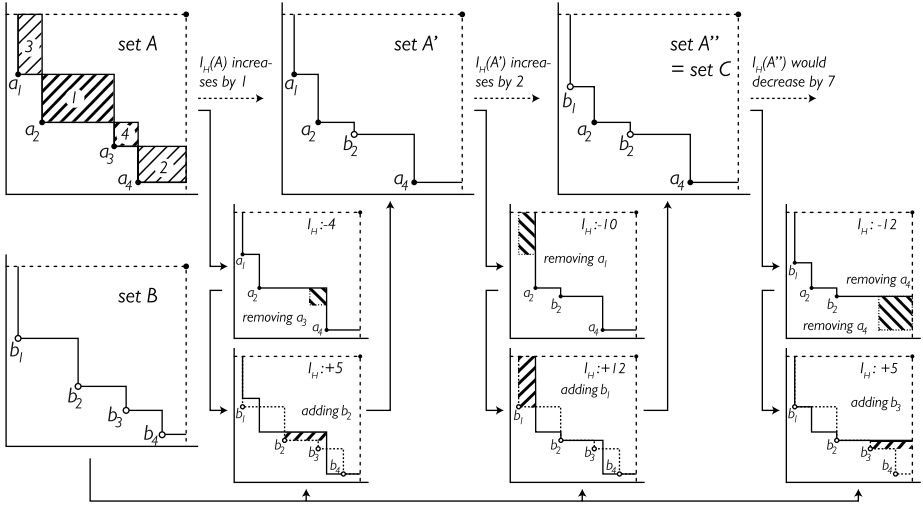 set A
3
1
4
2
a1
a2
a3
a4
IH(A) increa-
ses by 1
set A’
a1
a2
b2
a4
IH(A’) increa-
ses by 2
set A’’
= set C
b1
a2
b2
a4
IH(A’’) would
decrease by 7
set B
b1
b2
b3
b4
IH:-4
a1
a2
removing a3
a4
IH:-10
removing a1
a2
b2
a4
IH: -12
b1
a2
b2
removing a4
removing a4
IH:+5
adding b2
b1
b2
b3
b4
IH:+12
adding b1
b1
b2
b3
b4
IH: +5
adding b3
b1
b2
b3
b4